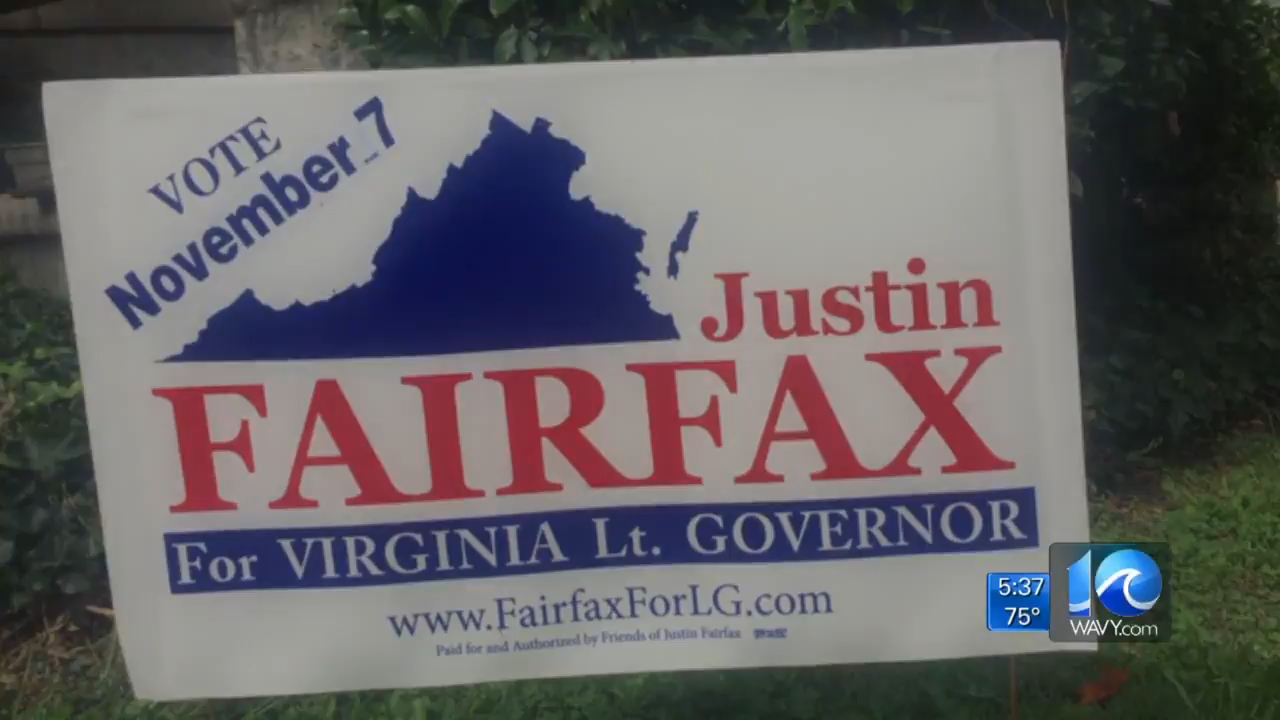 VOTE
November 7
Justin
FAIRFAX
For VIRGINIA Lt. GOVERNOR
www.FairfaxForLG.com
Paid for and Authorized by Friends of Justin Fairfax
5:37
75°
10
WAVY.com